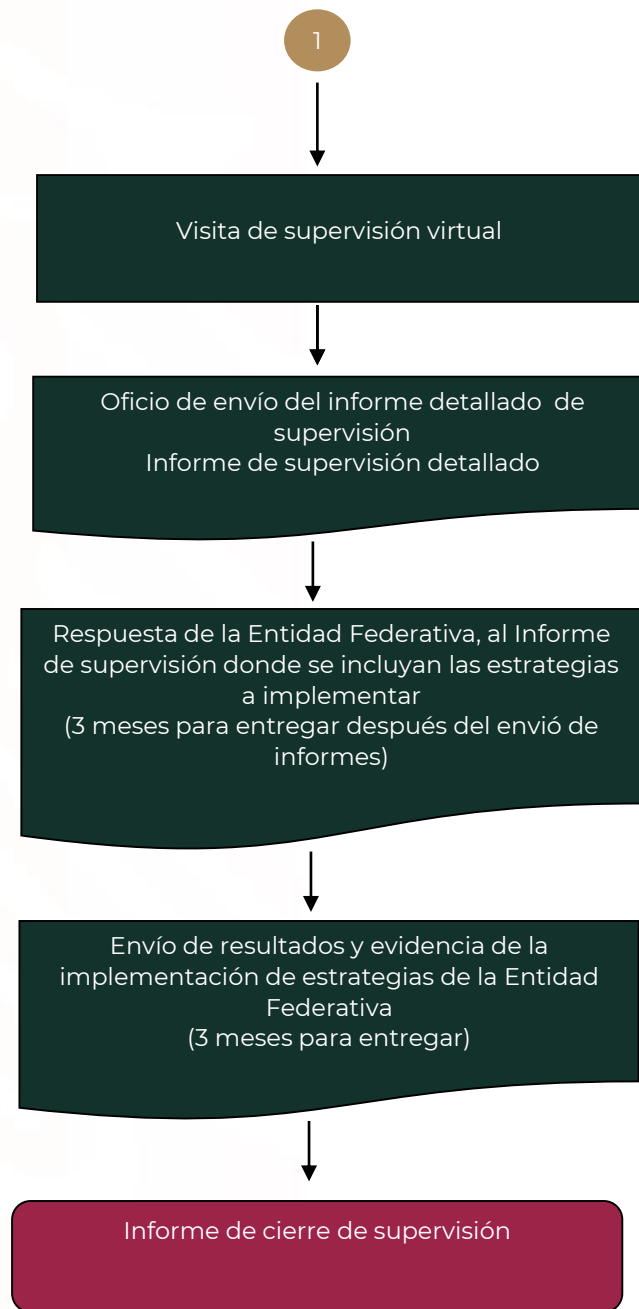 1
Visita de supervisión virtual
Oficio de envío del informe detallado  de
supervisión
Informe de supervisión detallado
Respuesta de la Entidad Federativa, al Informe
de supervisión donde se incluyan las estrategias
a implementar
(3 meses para entregar después del envió de
informes)
Envío de resultados y evidencia de la
implementación de estrategias de la Entidad
Federativa
(3 meses para entregar)
Informe de cierre de supervisión